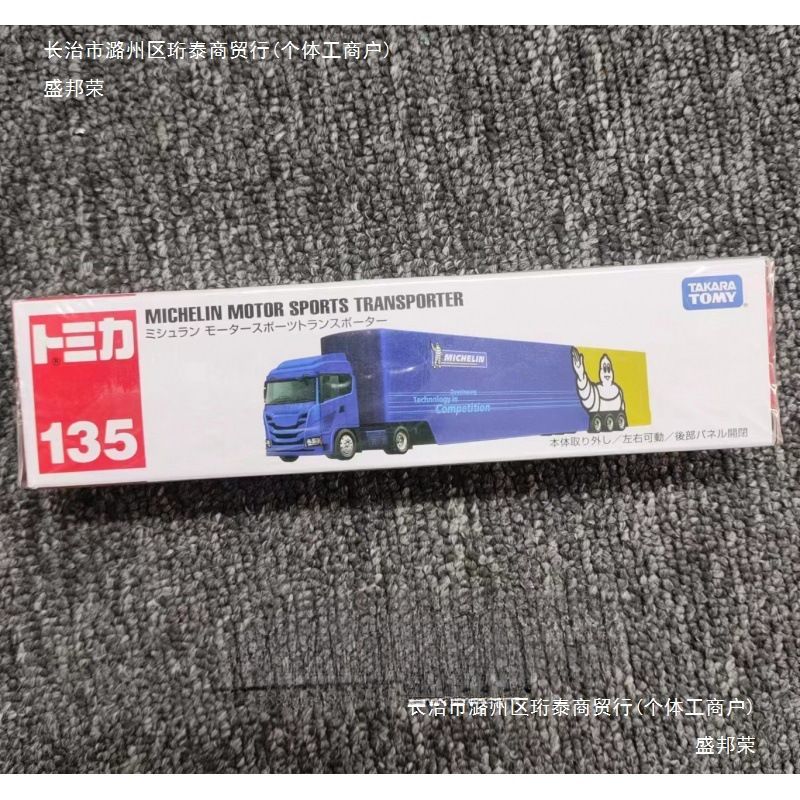 长治市潞州区珩泰商贸行(个体工商户)
盛邦荣
トミカ
®
135
MICHELIN MOTOR SPORTS TRANSPORTER
ミシュラン モータースポーツトランスポーター
TAKARA
TOMY
MICHELIN
Developing
Technology in
Competition
本体取り外し／左右可動／後部パネル開閉
长治市潞州区珩泰商贸行(个体工商户)
盛邦荣